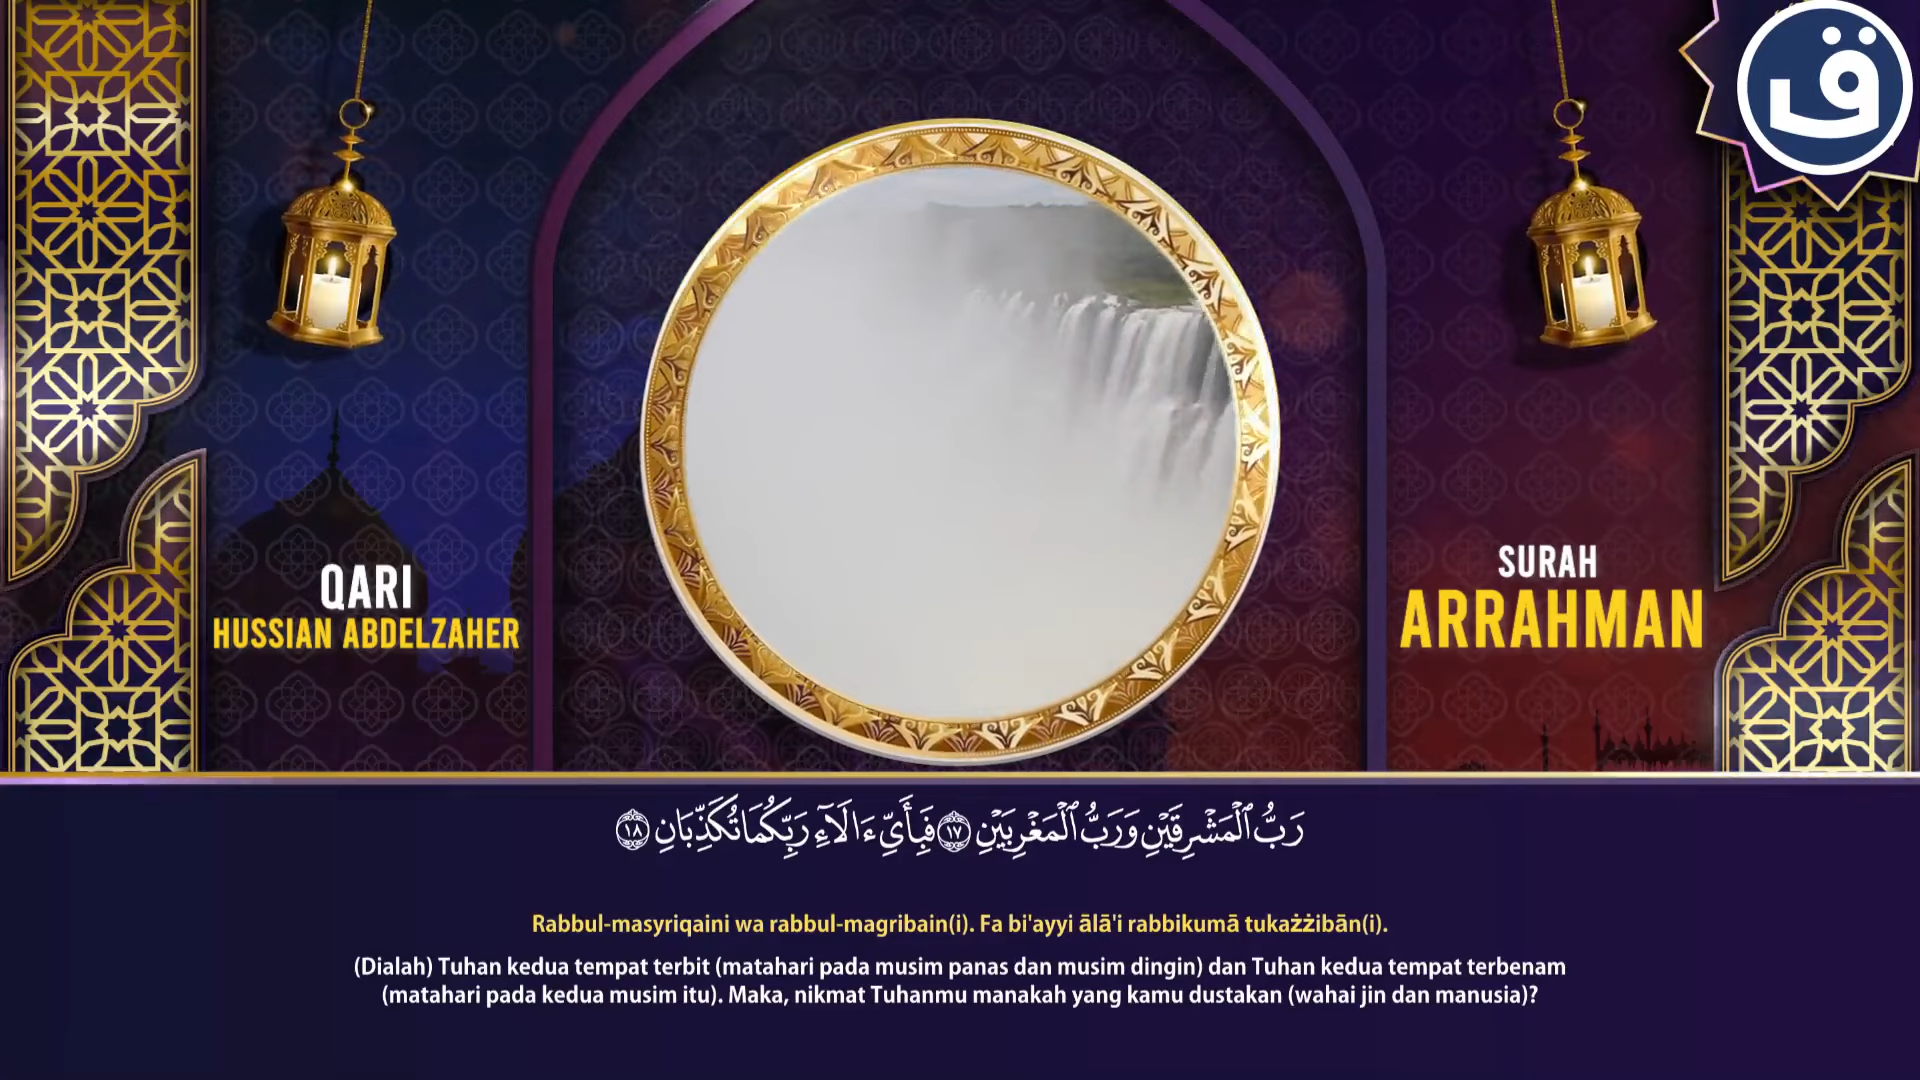 ق
QARI
HUSSIAN ABDELZAHER
SURAH
ARRAHMAN
رَبُّ ٱلْمَشْرِقَيْنِ وَرَبُّ ٱلْمَغْرِبَيْنِ ١٧ فَبِأَيِّ ءَالَآءِ رَبِّكُمَا تُكَذِّبَانِ ١٨
Rabbul-masyriqaini wa rabbul-magribain(i). Fa bi'ayyi ālā'i rabbikumā tukażżibān(i).
(Dialah) Tuhan kedua tempat terbit (matahari pada musim panas dan musim dingin) dan Tuhan kedua tempat terbenam
(matahari pada kedua musim itu). Maka, nikmat Tuhanmu manakah yang kamu dustakan (wahai jin dan manusia)?